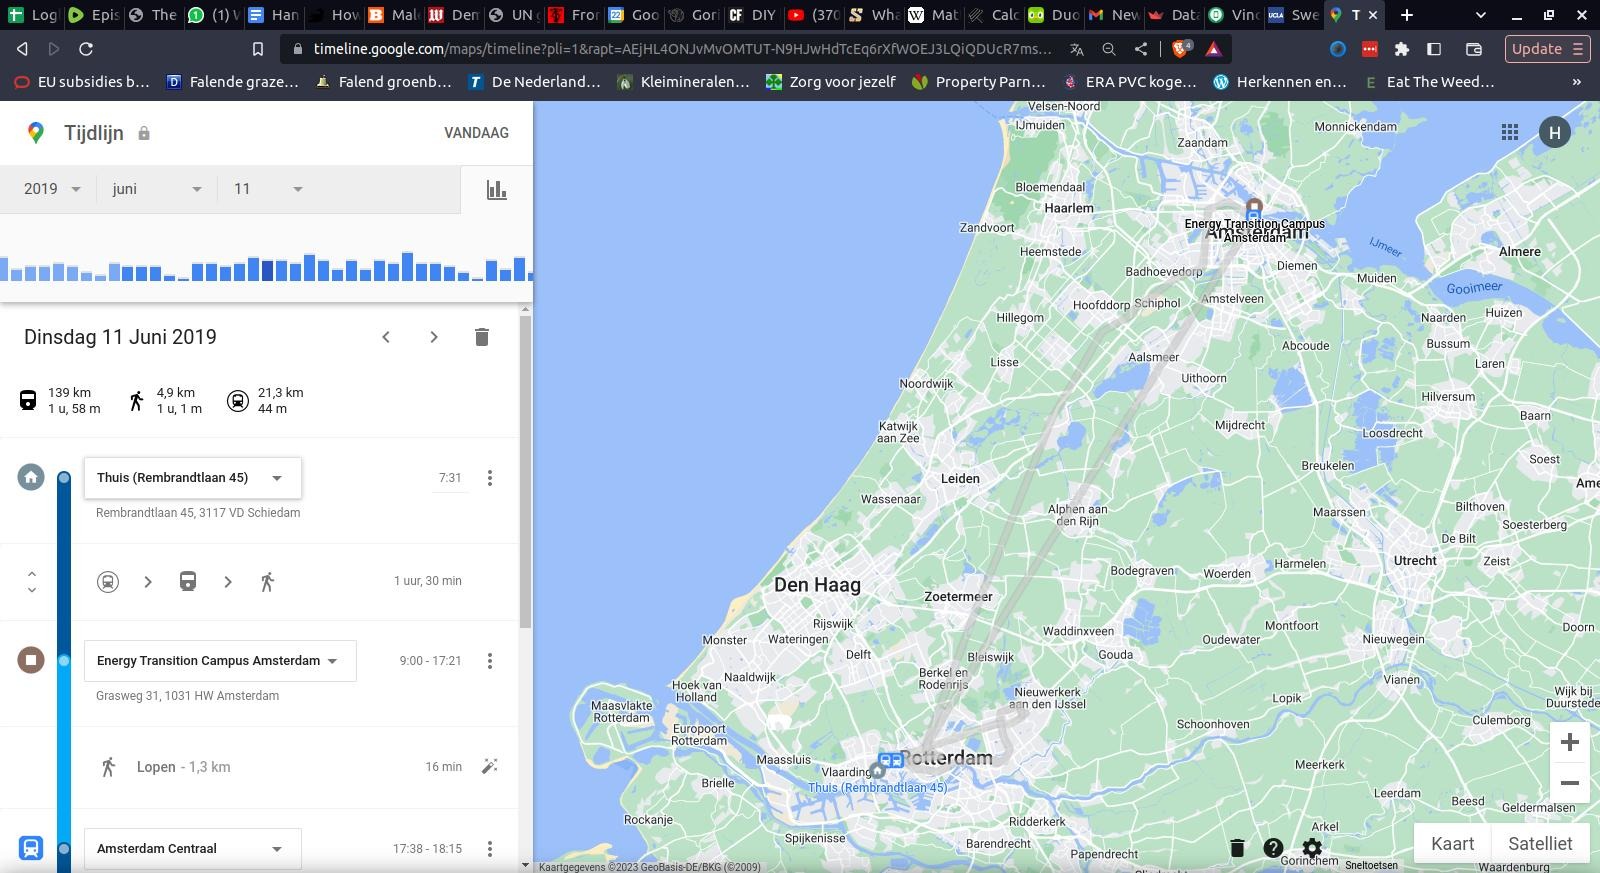 Logi
Epis
The
(1) W
Han
How
Mak
Den
UN g
Fror
Goo
Gori
DIY
(370
Wha
Mat
Calc
Duo
New
Data
Vinc
Swe
T
timeline.google.com/maps/timeline?pli=1&rapt=AEjHL4ONJvMvOMTUT-N9HJwHdTcEq6rXfWOEJ3LQiQDUcR7ms...
4
Update
EU subsidies b...
Falende graze...
Falend groenb...
De Nederland...
Kleimineralen...
Zorg voor jezelf
Property Parn...
ERA PVC koge...
Herkennen en...
Eat The Weed...
»
Tijdlijn
VANDAAG
2019
juni
11
Dinsdag 11 Juni 2019
139 km
1 u, 58 m
4,9 km
1 u, 1 m
21,3 km
44 m
Thuis (Rembrandtlaan 45)
7:31
Rembrandtlaan 45, 3117 VD Schiedam
1 uur, 30 min
Energy Transition Campus Amsterdam
9:00 - 17:21
Grasweg 31, 1031 HW Amsterdam
Lopen - 1,3 km
16 min
Amsterdam Centraal
17:38 - 18:15
Velsen-Noord
IJmuiden
Monnickendam
H
Zaandam
Bloemendaal
Haarlem
Zandvoort
Energy Transition Campus
Amsterdam
Amsterdam
IJmeer
Heemstede
Almere
Badhoevedorp
Diemen
Muiden
Gooimeer
Hoofddorp
Schiphol
Amstelveen
Hillegom
Naarden
Huizen
Abcoude
Bussum
Lisse
Aalsmeer
Laren
Noordwijk
Uithoorn
Hilversum
Baarn
Katwijk
aan Zee
Mijdrecht
Loosdrecht
Soest
Breukelen
Leiden
Ame
Wassenaar
Alphen aan
den Rijn
Maarssen
Bilthoven
Soesterberg
De Bilt
Utrecht
Zeist
Den Haag
Bodegraven
Woerden
Harmelen
Zoetermeer
Rijswijk
Montfoort
Doorn
Monster
Wateringen
Waddinxveen
Oudewater
Nieuwegein
Delft
Bleiswijk
Gouda
Naaldwijk
Berkel en
Rodenrijs
Vianen
Hoek van
Holland
Nieuwerkerk
aan den IJssel
Lopik
Wijk bij
Duurstede
Maasvlakte
Rotterdam
Schoonhoven
Culemborg
Europoort
Rotterdam
Maassluis
Rotterdam
Vlaarding
Meerkerk
Brielle
Thuis (Rembrandtlaan 45)
Leerdam
Beesd
Geldermalsen
Rockanje
Ridderkerk
Arkel
Spijkenisse
Barendrecht
Papendrecht
Gorinchem
Kaart
Satelliet
Sneltoetsen
Waardenburg
Kaartgegevens ©2023 GeoBasis-DE/BKG (©2009)